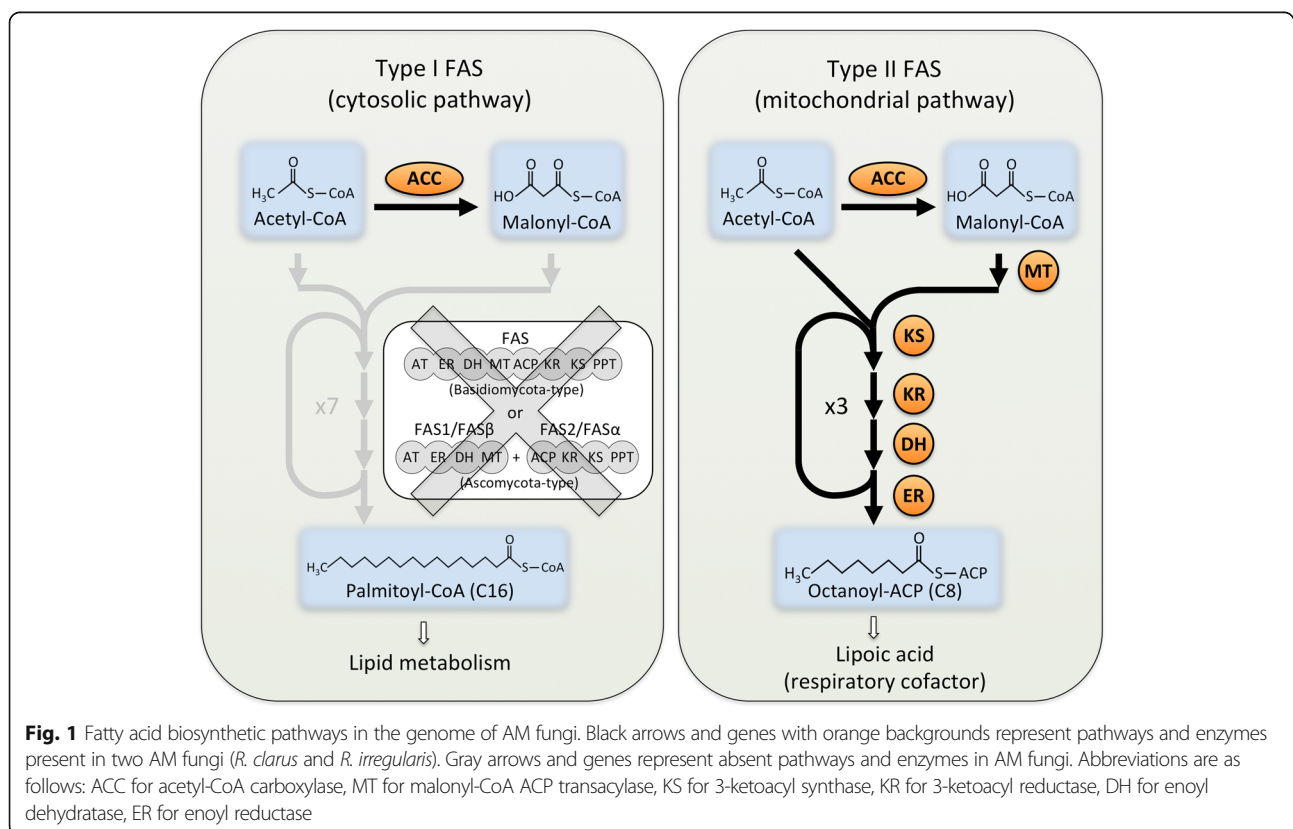 Type I FAS
(cytosolic pathway)
O
H₃C
S—CoA
Acetyl-CoA
ACC
O O
HO
S—CoA
Malonyl-CoA
x7
FAS
AT ER DH MT ACP KR KS PPT
(Basidiomycota-type)
or
FAS1/FASβ FAS2/FASα
AT ER DH MT + ACP KR KS PPT
(Ascomycota-type)
O
H₃C
S—CoA
Palmitoyl-CoA (C16)
Lipid metabolism
Type II FAS
(mitochondrial pathway)
O
H₃C
S—CoA
Acetyl-CoA
ACC
O O
HO
S—CoA
Malonyl-CoA
MT
KS
KR
x3
DH
ER
O
H₃C
S—ACP
Octanoyl-ACP (C8)
Lipoic acid
(respiratory cofactor)
Fig. 1 Fatty acid biosynthetic pathways in the genome of AM fungi. Black arrows and genes with orange backgrounds represent pathways and enzymes
present in two AM fungi (R. clarus and R. irregularis). Gray arrows and genes represent absent pathways and enzymes in AM fungi. Abbreviations are as
follows: ACC for acetyl-CoA carboxylase, MT for malonyl-CoA ACP transacylase, KS for 3-ketoacyl synthase, KR for 3-ketoacyl reductase, DH for enoyl
dehydratase, ER for enoyl reductase